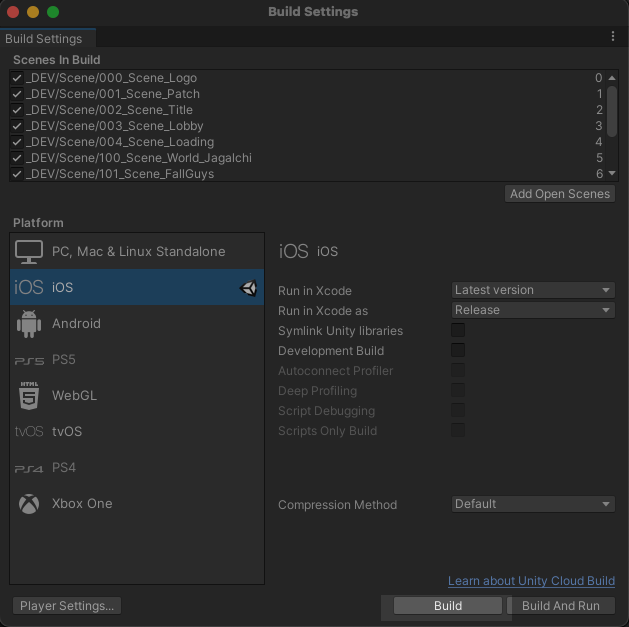 Build Settings
Build Settings
Scenes In Build
_DEV/Scene/000_Scene_Logo 0
_DEV/Scene/001_Scene_Patch 1
_DEV/Scene/002_Scene_Title 2
_DEV/Scene/003_Scene_Lobby 3
_DEV/Scene/004_Scene_Loading 4
_DEV/Scene/100_Scene_World_Jagalchi 5
_DEV/Scene/101_Scene_FallGuys 6
Add Open Scenes
Platform
PC, Mac & Linux Standalone
iOS iOS
Android
PS5 PS5
HTML 5 WebGL
tvOS tvOS
PS4 PS4
Xbox One
iOS iOS
Run in Xcode Latest version
Run in Xcode as Release
Symlink Unity libraries
Development Build
Autoconnect Profiler
Deep Profiling
Script Debugging
Scripts Only Build
Compression Method Default
Learn about Unity Cloud Build
Player Settings... Build Build And Run